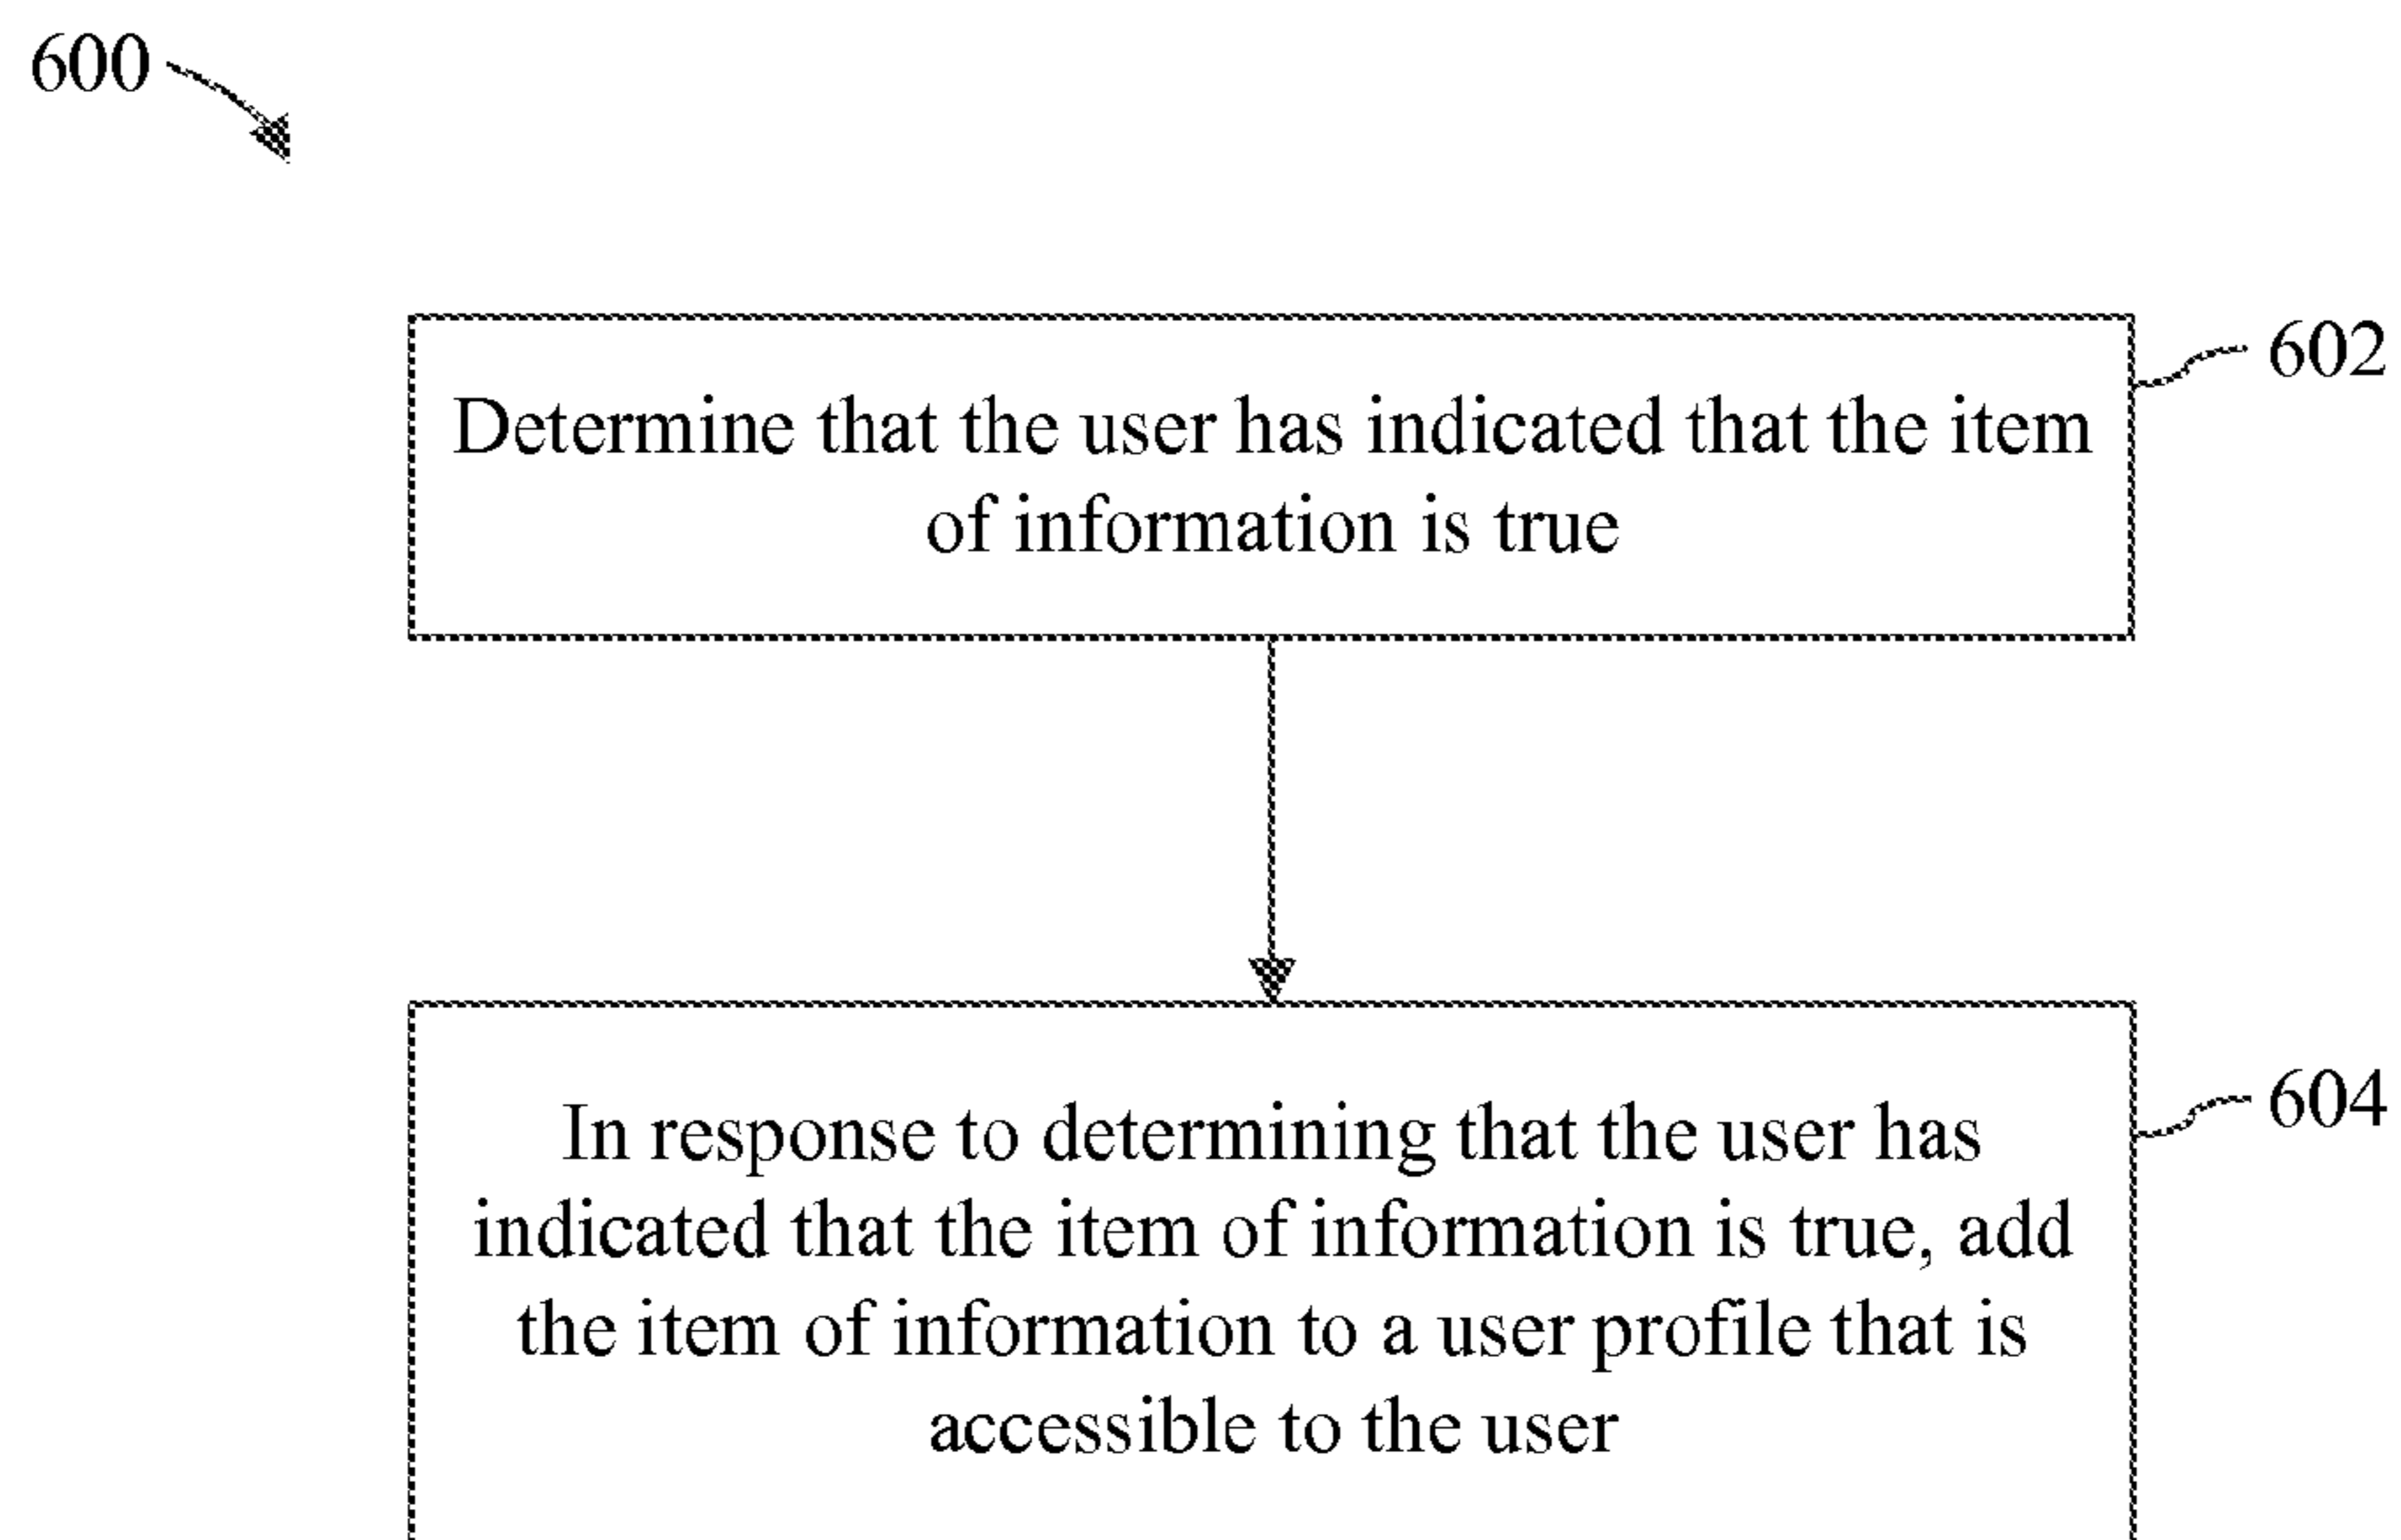 600
602
Determine that the user has indicated that the item
of information is true
604
In response to determining that the user has
indicated that the item of information is true, add
the item of information to a user profile that is
accessible to the user